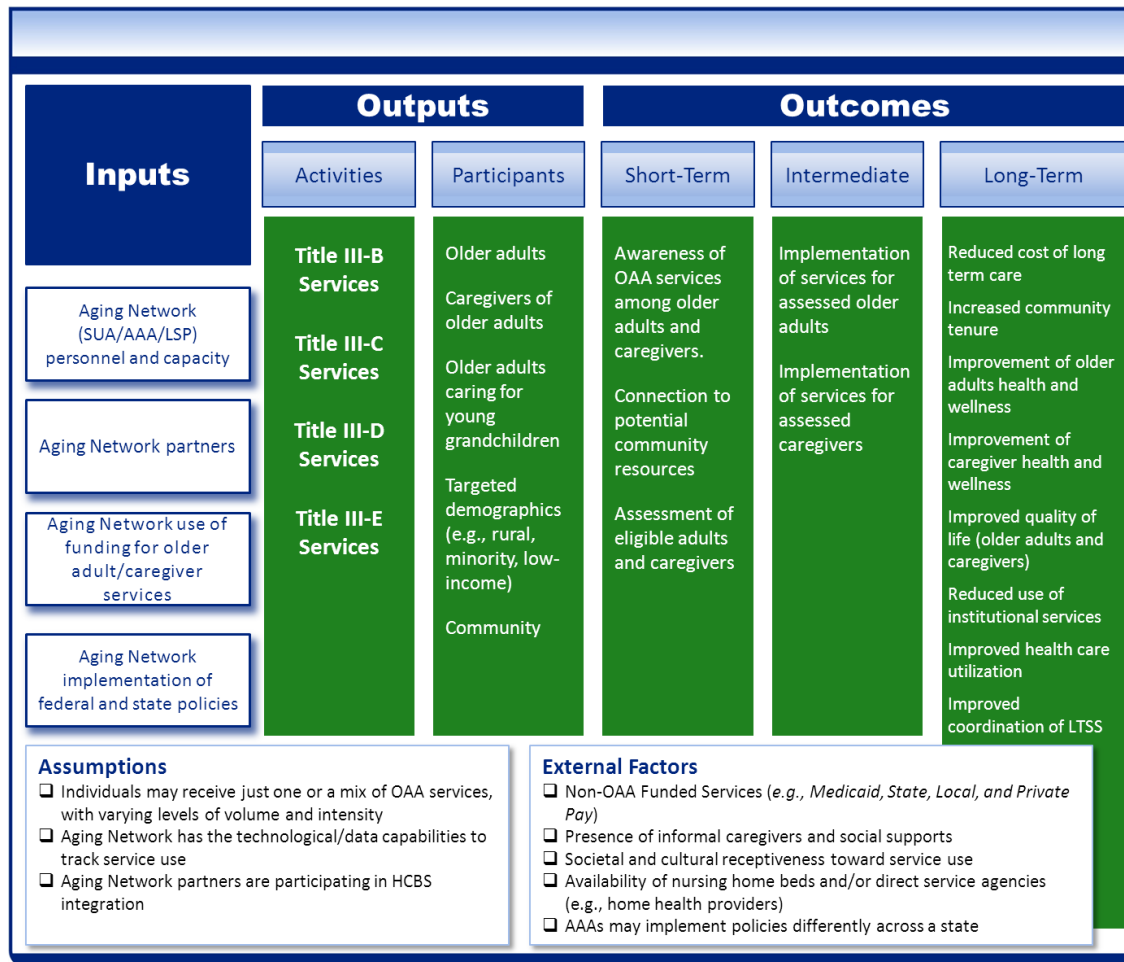 Inputs
Outputs
Outcomes
Activities
Participants
Short-Term
Intermediate
Long-Term
Aging Network
(SUA/AAA/LSP)
personnel and capacity
Aging Network partners
Aging Network use of
funding for older
adult/caregiver
services
Aging Network
implementation of
federal and state policies
Title III-B
Services
Title III-C
Services
Title III-D
Services
Title III-E
Services
Older adults
Caregivers of
older adults
Older adults
caring for
young
grandchildren
Targeted
demographics
(e.g., rural,
minority, low-
income)
Community
Awareness of
OAA services
among older
adults and
caregivers.
Connection to
potential
community
resources
Assessment of
eligible adults
and caregivers
Implementation
of services for
assessed older
adults
Implementation
of services for
assessed
caregivers
Reduced cost of long
term care
Increased community
tenure
Improvement of older
adults health and
wellness
Improvement of
caregiver health and
wellness
Improved quality of
life (older adults and
caregivers)
Reduced use of
institutional services
Improved health care
utilization
Improved
coordination of LTSS
Assumptions
❑ Individuals may receive just one or a mix of OAA services,
with varying levels of volume and intensity
❑ Aging Network has the technological/data capabilities to
track service use
❑ Aging Network partners are participating in HCBS
integration
External Factors
❑ Non-OAA Funded Services (e.g., Medicaid, State, Local, and Private
Pay)
❑ Presence of informal caregivers and social supports
❑ Societal and cultural receptiveness toward service use
❑ Availability of nursing home beds and/or direct service agencies
(e.g., home health providers)
❑ AAAs may implement policies differently across a state